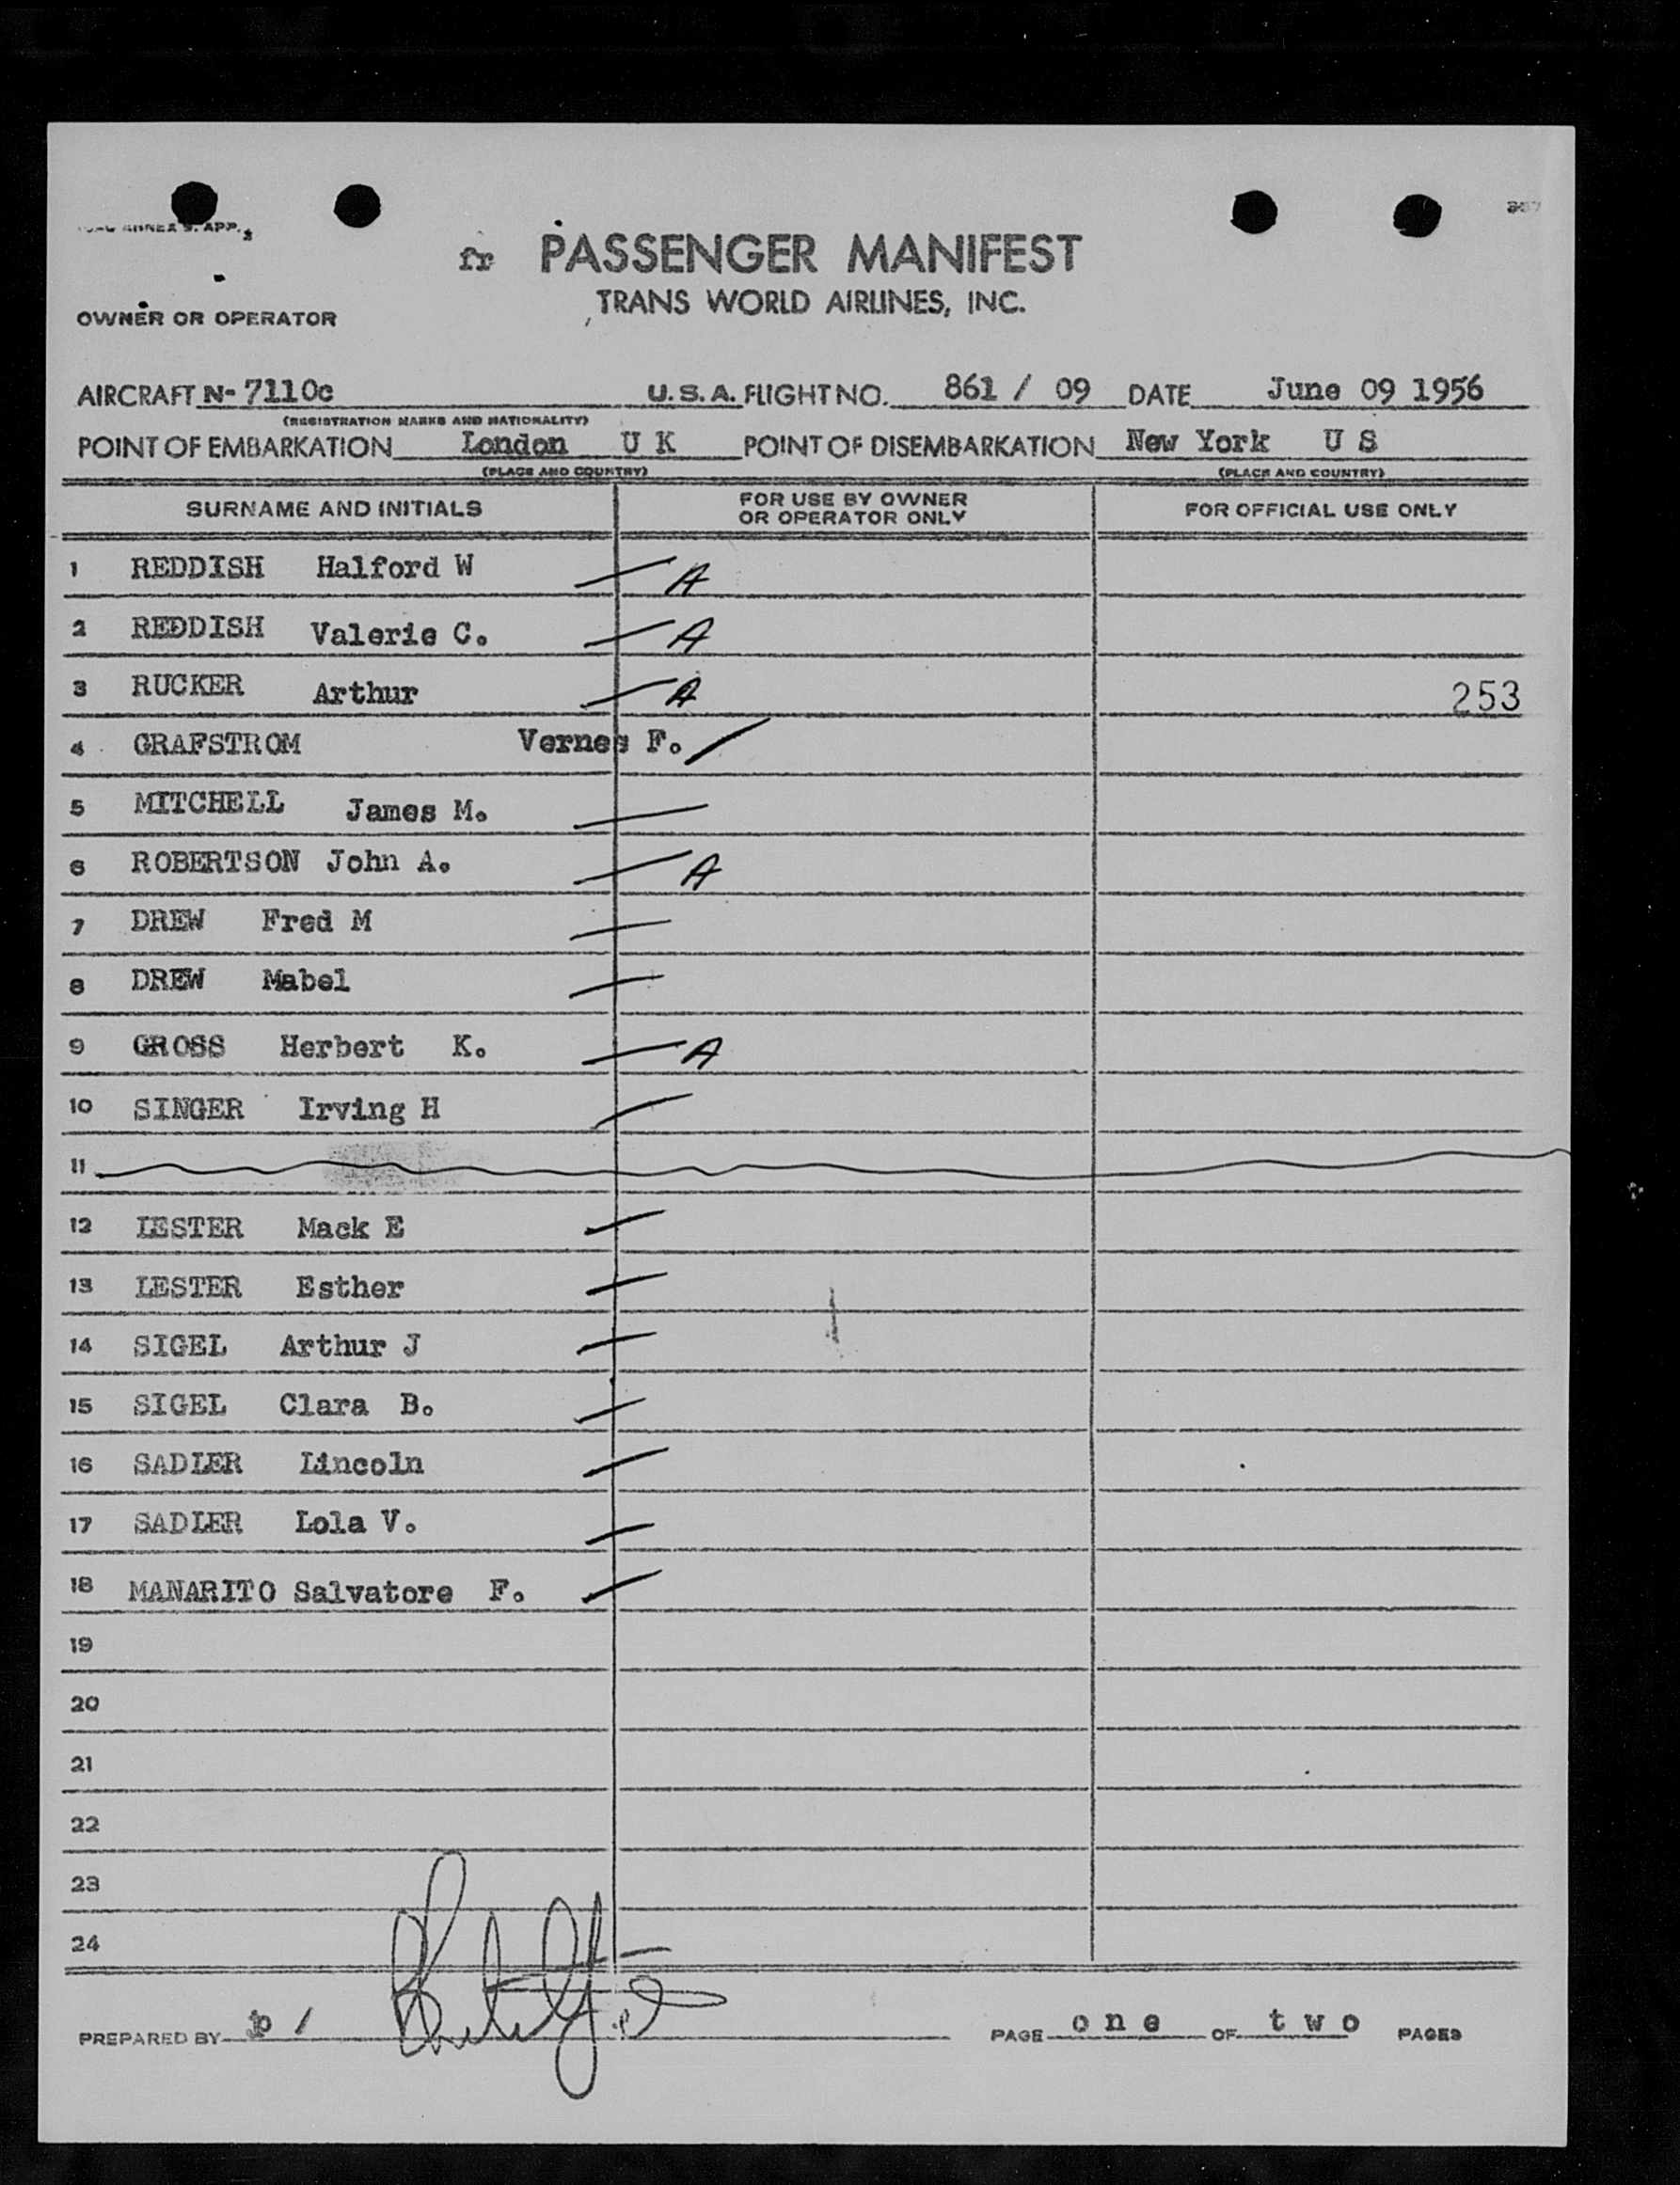 ANNEX 9. APP. 3
fr PASSENGER MANIFEST
TRANS WORLD AIRLINES, INC.
OWNER OR OPERATOR
AIRCRAFT N- 7110c U.S.A. FLIGHT NO. 861 / 09 DATE June 09 1956
(REGISTRATION MARKS AND NATIONALITY)
POINT OF EMBARKATION London U K POINT OF DISEMBARKATION New York U S
(PLACE AND COUNTRY) (PLACE AND COUNTRY)
SURNAME AND INITIALS FOR USE BY OWNER OR OPERATOR ONLY FOR OFFICIAL USE ONLY
1 REDDISH Halford W A
2 REDDISH Valerie C. A
3 RUCKER Arthur A 253
4 GRAFSTROM Vernes F.
5 MITCHELL James M.
6 ROBERTSON John A. A
7 DREW Fred M
8 DREW Mabel
9 GROSS Herbert K. A
10 SINGER Irving H
11
12 LESTER Mack E
13 LESTER Esther
14 SIGEL Arthur J
15 SIGEL Clara B.
16 SADLER Lincoln
17 SADLER Lola V.
18 MANARITO Salvatore F.
19
20
21
22
23
24
PREPARED BY p / PAGE one OF two PAGES